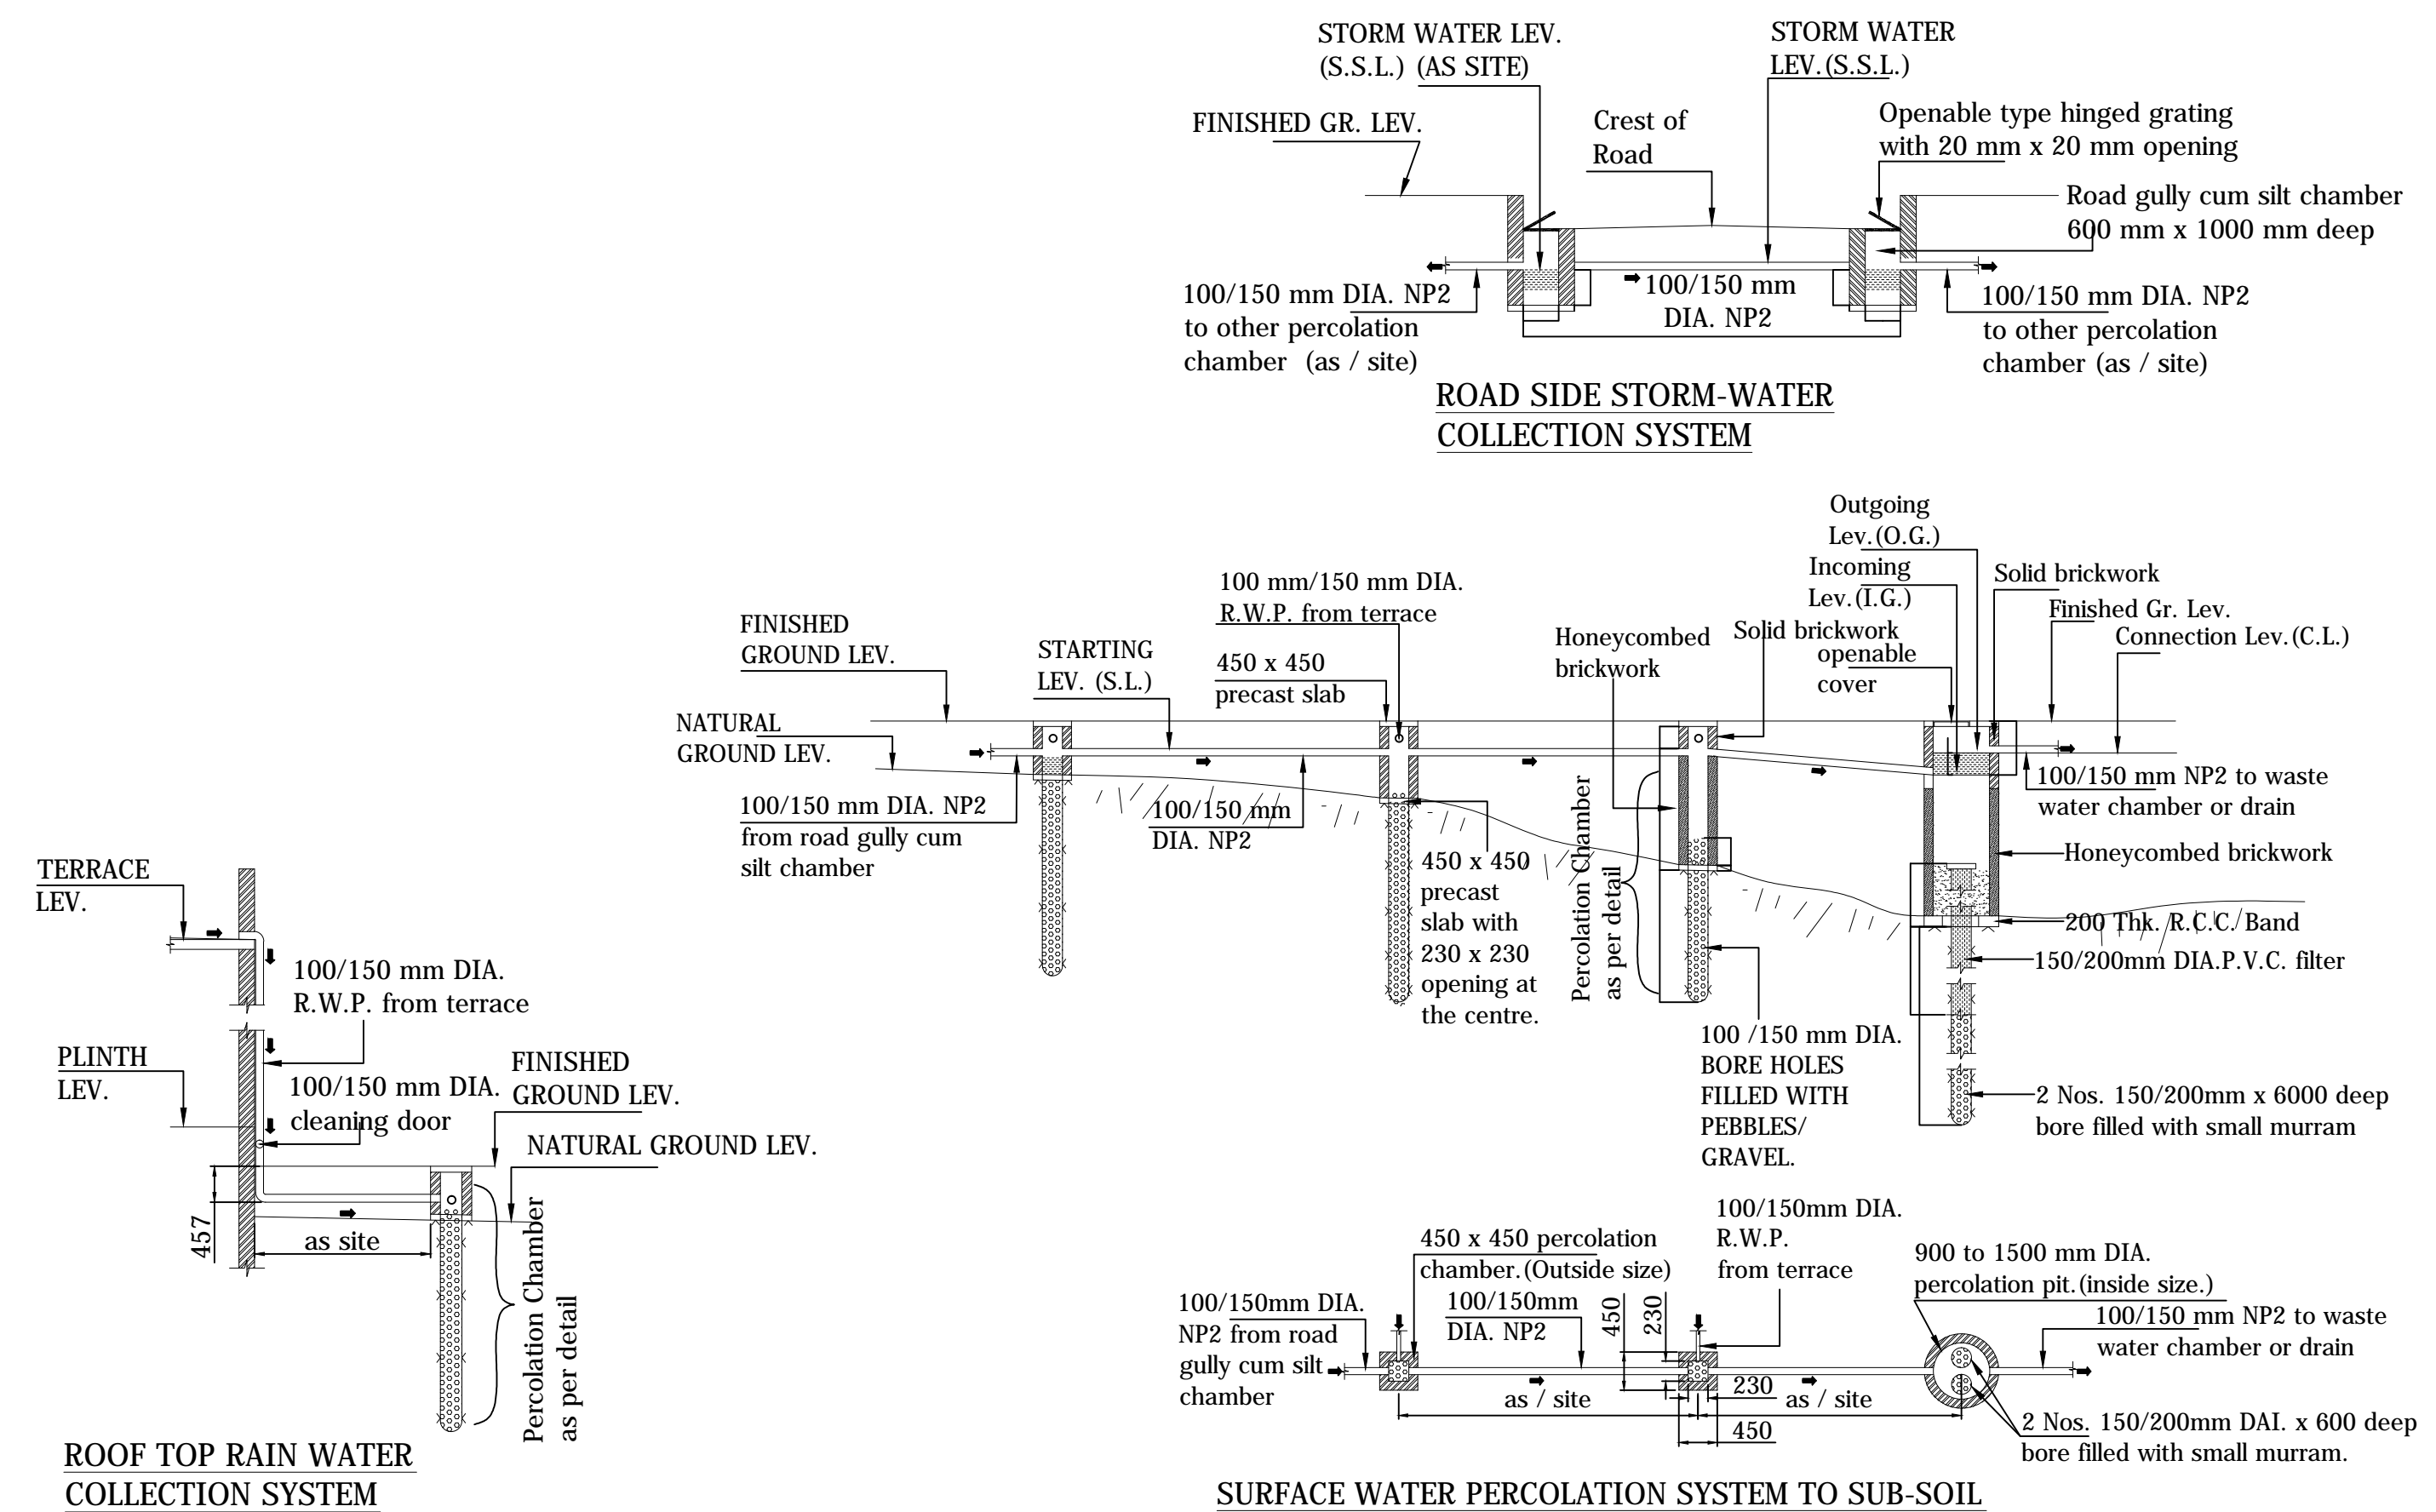 STORM WATER LEV.
(S.S.L.) (AS SITE)
STORM WATER
LEV.(S.S.L.)
FINISHED GR. LEV.
Crest of
Road
Openable type hinged grating
with 20 mm x 20 mm opening
Road gully cum silt chamber
600 mm x 1000 mm deep
100/150 mm DIA. NP2
to other percolation
chamber (as / site)
100/150 mm
DIA. NP2
100/150 mm DIA. NP2
to other percolation
chamber (as / site)
ROAD SIDE STORM-WATER
COLLECTION SYSTEM
FINISHED
GROUND LEV.
NATURAL
GROUND LEV.
STARTING
LEV. (S.L.)
100 mm/150 mm DIA.
R.W.P. from terrace
450 x 450
precast slab
Honeycombed
brickwork
Solid brickwork
Outgoing
Lev.(O.G.)
Incoming
Lev.(I.G.)
openable
cover
Solid brickwork
Finished Gr. Lev.
Connection Lev.(C.L.)
100/150 mm DIA. NP2
from road gully cum
silt chamber
100/150 mm
DIA. NP2
450 x 450
precast
slab with
230 x 230
opening at
the centre.
Percolation Chamber
as per detail
100 /150 mm DIA.
BORE HOLES
FILLED WITH
PEBBLES/
GRAVEL.
100/150 mm NP2 to waste
water chamber or drain
Honeycombed brickwork
200 Thk. R.C.C. Band
150/200mm DIA.P.V.C. filter
2 Nos. 150/200mm x 6000 deep
bore filled with small murram
TERRACE
LEV.
100/150 mm DIA.
R.W.P. from terrace
PLINTH
LEV.
100/150 mm DIA.
cleaning door
FINISHED
GROUND LEV.
NATURAL GROUND LEV.
457
as site
Percolation Chamber
as per detail
ROOF TOP RAIN WATER
COLLECTION SYSTEM
100/150mm DIA.
NP2 from road
gully cum silt
chamber
450 x 450 percolation
chamber.(Outside size)
100/150mm
DIA. NP2
450
230
100/150mm DIA.
R.W.P.
from terrace
900 to 1500 mm DIA.
percolation pit.(inside size.)
100/150 mm NP2 to waste
water chamber or drain
as / site
230
as / site
450
2 Nos. 150/200mm DAI. x 600 deep
bore filled with small murram.
SURFACE WATER PERCOLATION SYSTEM TO SUB-SOIL